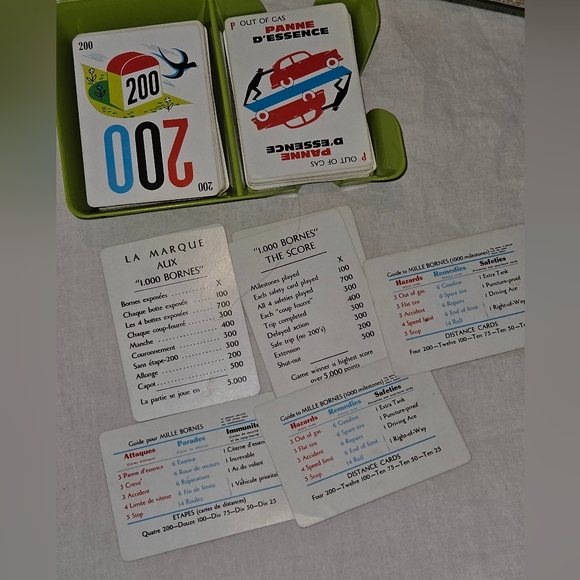 200
200
200
200
P OUT OF GAS
PANNE
D'ESSENCE
PANNE
D'ESSENCE
P OUT OF GAS
LA MARQUE
AUX
"1.000 BORNES"
Bornes exposées X
Chaque botte exposée 100
Les 4 bottes exposées 700
Chaque coup-fourré 300
Manche 400
Couronnement 300
Sans étape-200 300
Allonge 200
Capot 500
La partie se joue en 5.000
"1.000 BORNES"
THE SCORE
Milestones played X
Each safety card played 100
All 4 safeties played 700
Each "coup fourré" 300
Trip completed 400
Delayed action 300
Safe trip (no 200's) 300
Extension 200
Shut-out 500
Game winner is highest score
over 5,000 points
Guide to MILLE BORNES (1000 milestones)
Hazards Remedies Safeties
3 Out of gas 6 Gasoline 1 Extra Tank
3 Flat tire 6 Spare tire 1 Puncture-proof
3 Accident 6 Repairs 1 Driving Ace
4 Speed limit 6 End of limit
5 Stop 14 Roll 1 Right-of-Way
DISTANCE CARDS
Four 200—Twelve 100—Ten 75—Ten 50—Ten
Guide pour MILLE BORNES
Attaques Parades Immunités
3 Panne d'essence 6 Essence 1 Citerne d'essen
3 Crevé 6 Roue de secours 1 Increvable
3 Accident 6 Réparations 1 As du volant
4 Limite de vitesse 6 Fin de limite
5 Stop 14 Roulez 1 Véhicule prioritai
ETAPES (cartes de distances)
Quatre 200—Douze 100—Dix 75—Dix 50—Dix 25
Guide to MILLE BORNES (1000 milestones)
Hazards Remedies Safeties
3 Out of gas 6 Gasoline 1 Extra Tank
3 Flat tire 6 Spare tire 1 Puncture-proof
3 Accident 6 Repairs 1 Driving Ace
4 Speed limit 6 End of limit
5 Stop 14 Roll 1 Right-of-Way
DISTANCE CARDS
Four 200—Twelve 100—Ten 75—Ten 50—Ten 25